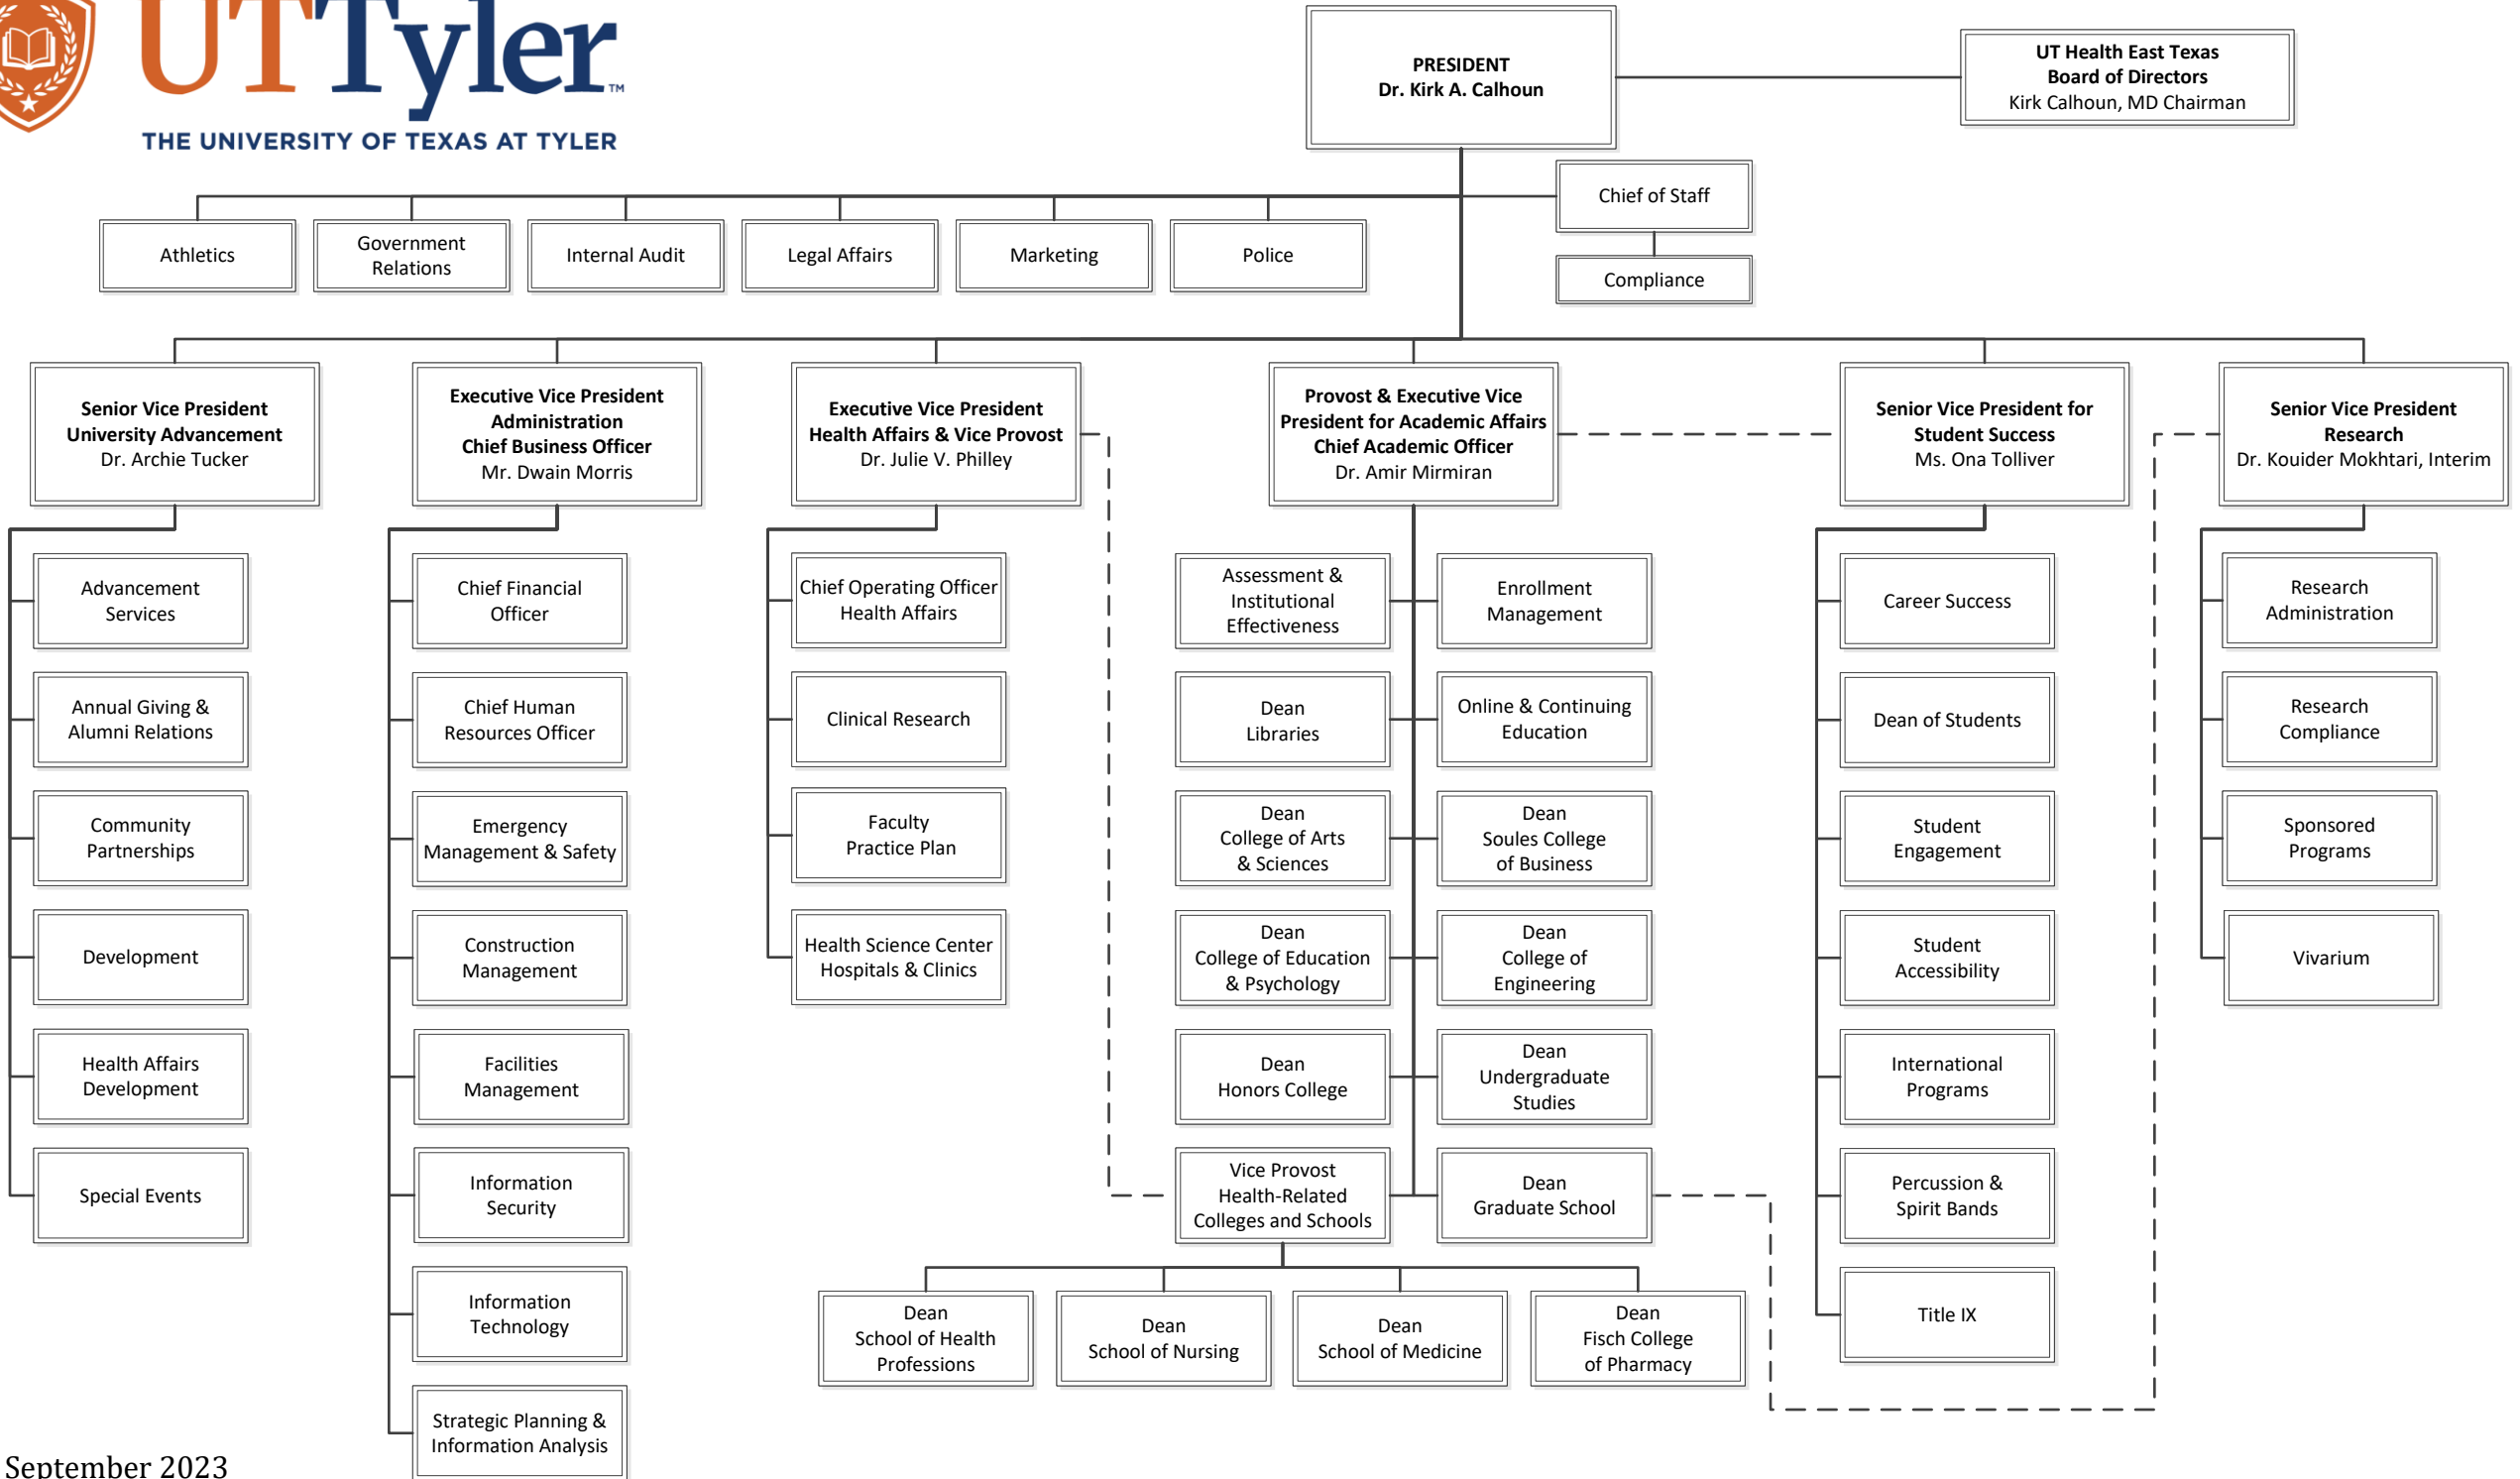 UTTyler™
THE UNIVERSITY OF TEXAS AT TYLER
PRESIDENT
Dr. Kirk A. Calhoun
UT Health East Texas
Board of Directors
Kirk Calhoun, MD Chairman
Chief of Staff
Compliance
Athletics
Government
Relations
Internal Audit
Legal Affairs
Marketing
Police
Senior Vice President
University Advancement
Dr. Archie Tucker
Executive Vice President
Administration
Chief Business Officer
Mr. Dwain Morris
Executive Vice President
Health Affairs & Vice Provost
Dr. Julie V. Philley
Provost & Executive Vice
President for Academic Affairs
Chief Academic Officer
Dr. Amir Mirmiran
Senior Vice President for
Student Success
Ms. Ona Tolliver
Senior Vice President
Research
Dr. Kouider Mokhtari, Interim
Advancement
Services
Annual Giving &
Alumni Relations
Community
Partnerships
Development
Health Affairs
Development
Special Events
Chief Financial
Officer
Chief Human
Resources Officer
Emergency
Management & Safety
Construction
Management
Facilities
Management
Information
Security
Information
Technology
Strategic Planning &
Information Analysis
Chief Operating Officer
Health Affairs
Clinical Research
Faculty
Practice Plan
Health Science Center
Hospitals & Clinics
Assessment &
Institutional
Effectiveness
Enrollment
Management
Dean
Libraries
Online & Continuing
Education
Dean
College of Arts
& Sciences
Dean
Soules College
of Business
Dean
College of Education
& Psychology
Dean
College of
Engineering
Dean
Honors College
Dean
Undergraduate
Studies
Vice Provost
Health-Related
Colleges and Schools
Dean
Graduate School
Dean
School of Health
Professions
Dean
School of Nursing
Dean
School of Medicine
Dean
Fisch College
of Pharmacy
Career Success
Dean of Students
Student
Engagement
Student
Accessibility
International
Programs
Percussion &
Spirit Bands
Title IX
Research
Administration
Research
Compliance
Sponsored
Programs
Vivarium
September 2023